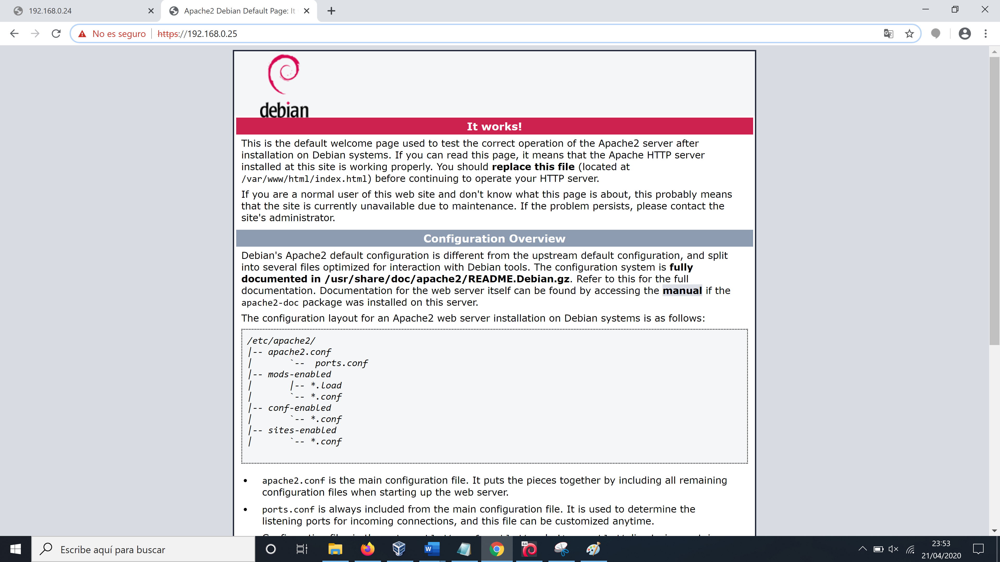 192.168.0.24
Apache2 Debian Default Page: It
No es seguro
https://192.168.0.25
debian
It works!
This is the default welcome page used to test the correct operation of the Apache2 server after
installation on Debian systems. If you can read this page, it means that the Apache HTTP server
installed at this site is working properly. You should replace this file (located at
/var/www/html/index.html) before continuing to operate your HTTP server.
If you are a normal user of this web site and don't know what this page is about, this probably means
that the site is currently unavailable due to maintenance. If the problem persists, please contact the
site's administrator.
Configuration Overview
Debian's Apache2 default configuration is different from the upstream default configuration, and split
into several files optimized for interaction with Debian tools. The configuration system is fully
documented in /usr/share/doc/apache2/README.Debian.gz. Refer to this for the full
documentation. Documentation for the web server itself can be found by accessing the manual if the
apache2-doc package was installed on this server.
The configuration layout for an Apache2 web server installation on Debian systems is as follows:
/etc/apache2/
|-- apache2.conf
|       `--  ports.conf
|-- mods-enabled
|       |-- *.load
|       `-- *.conf
|-- conf-enabled
|       `-- *.conf
|-- sites-enabled
|       `-- *.conf
• apache2.conf is the main configuration file. It puts the pieces together by including all remaining
configuration files when starting up the web server.
• ports.conf is always included from the main configuration file. It is used to determine the
listening ports for incoming connections, and this file can be customized anytime.
Escribe aquí para buscar
W
64
23:53
21/04/2020